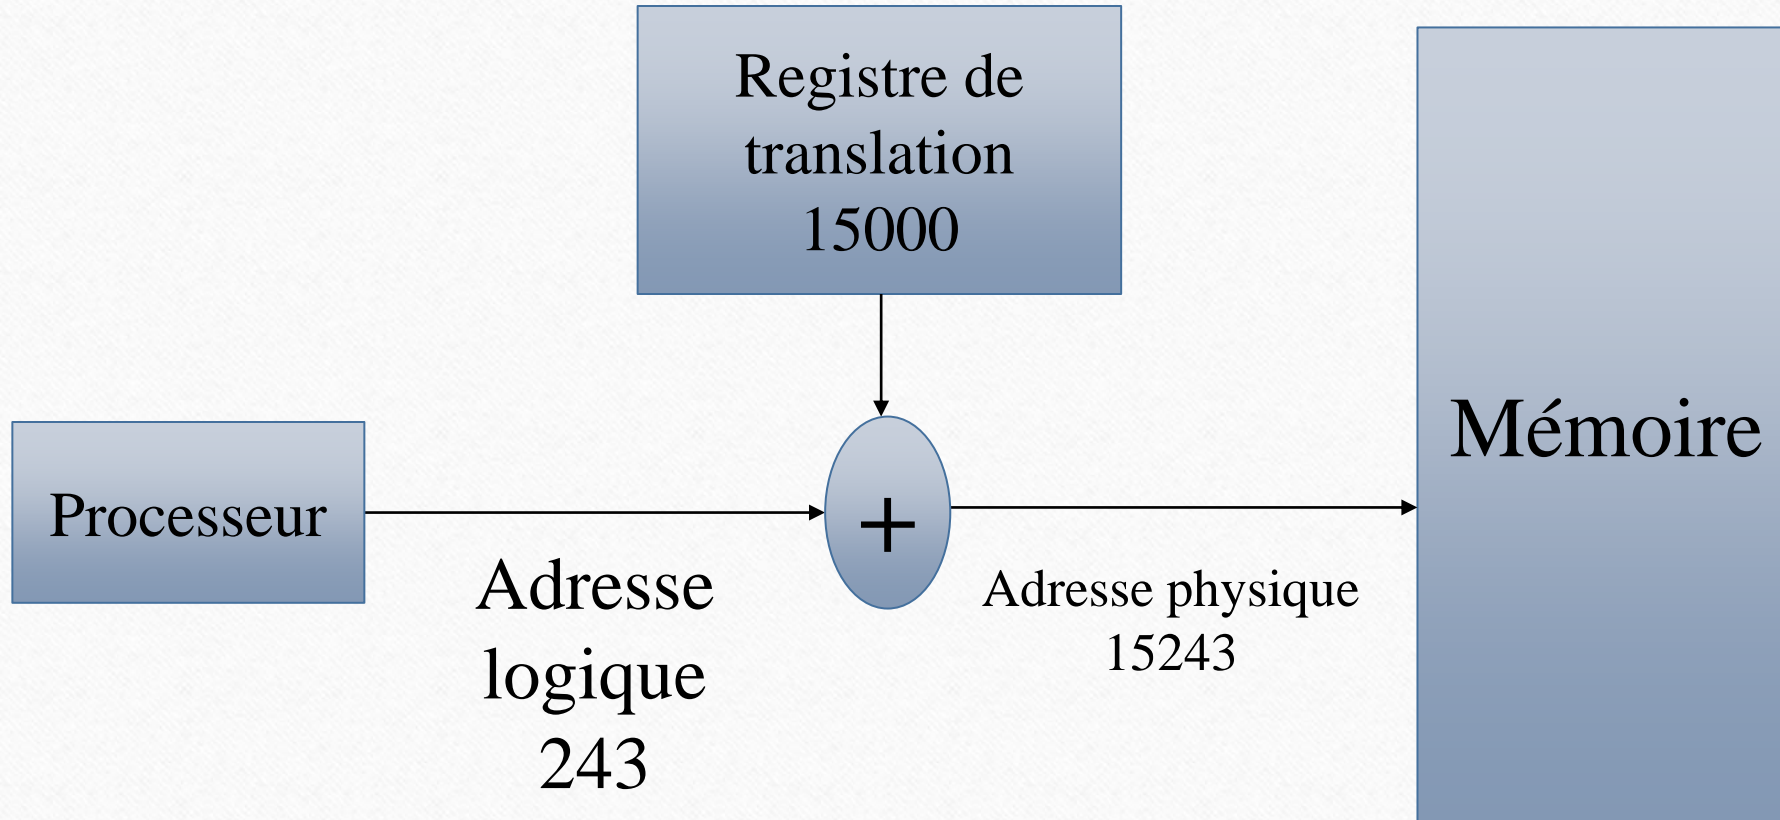 Registre de
translation
15000
Processeur
+
Adresse
logique
243
Adresse physique
15243
Mémoire